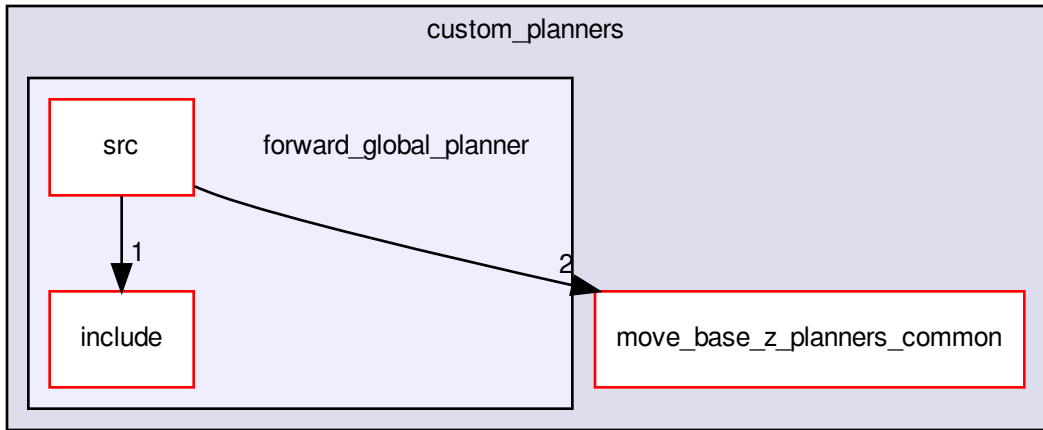 custom_planners
src
forward_global_planner
1
2
include
move_base_z_planners_common